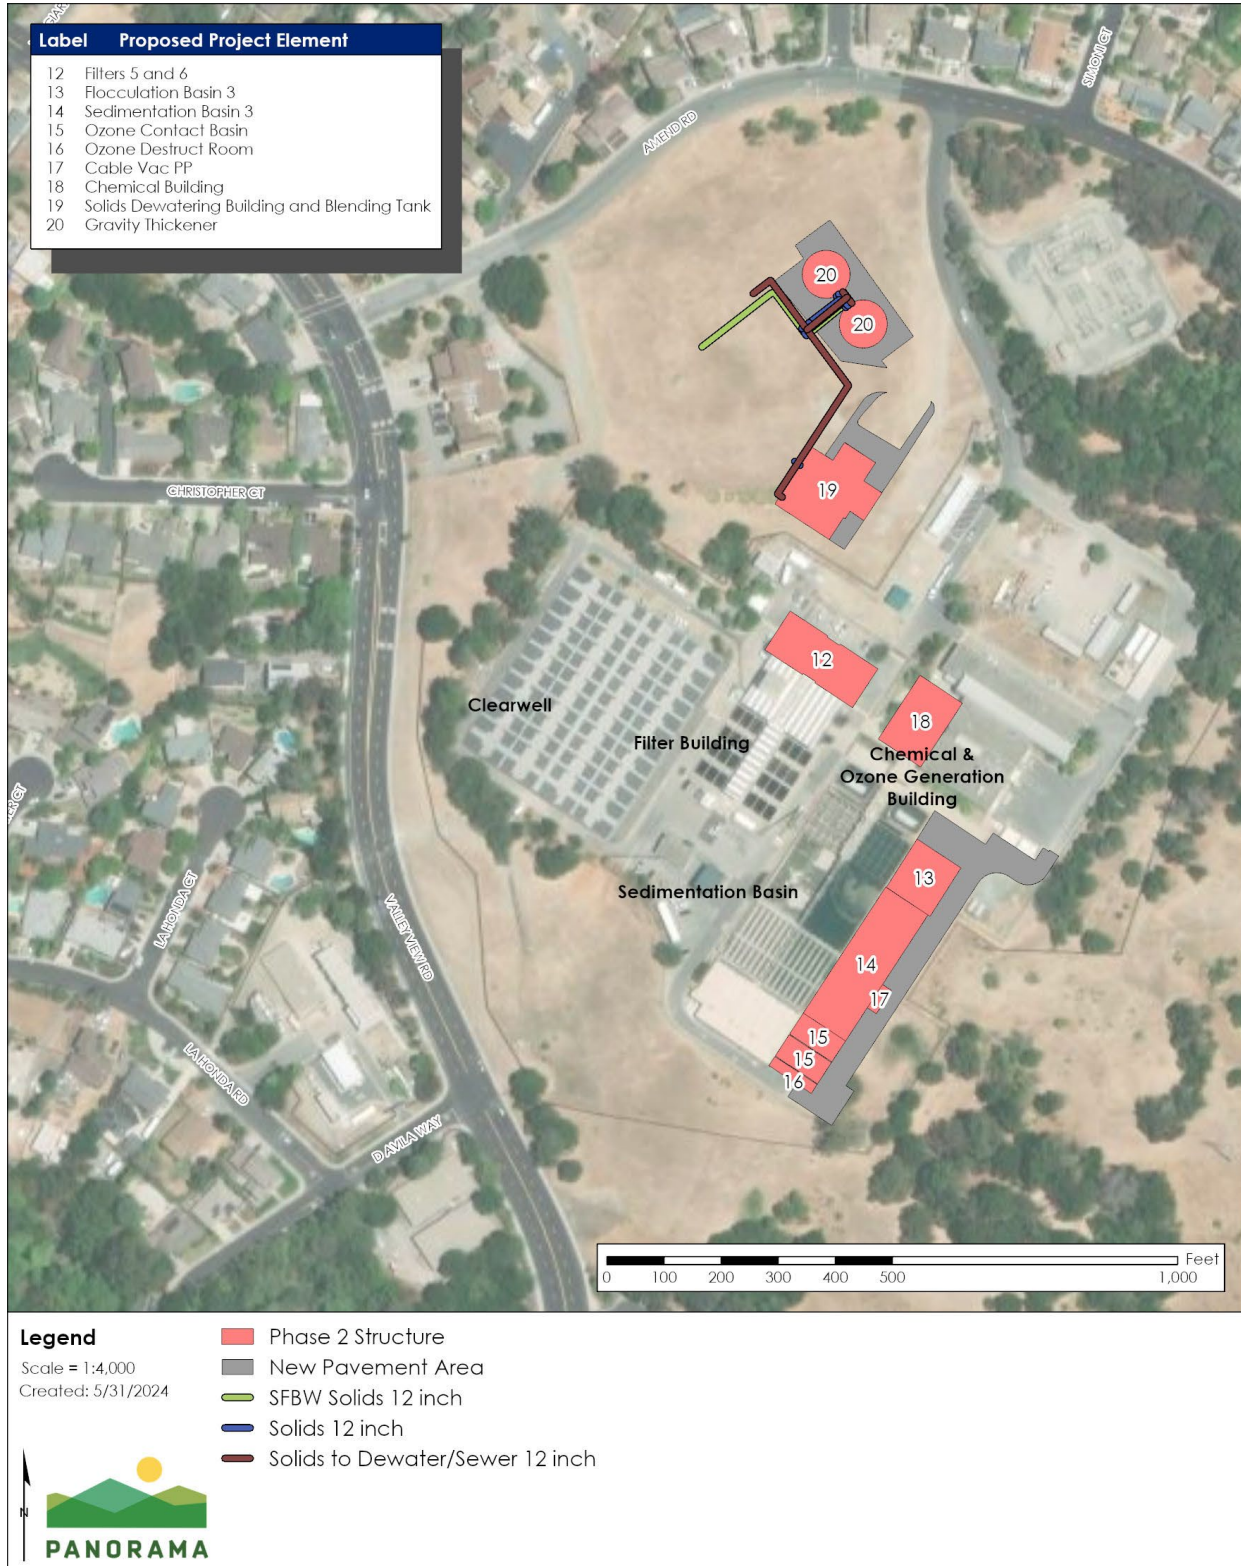 Label Proposed Project Element
12 Filters 5 and 6
13 Flocculation Basin 3
14 Sedimentation Basin 3
15 Ozone Contact Basin
16 Ozone Destruct Room
17 Cable Vac PP
18 Chemical Building
19 Solids Dewatering Building and Blending Tank
20 Gravity Thickener
SIMONI CT
AMEND RD
20
20
CHRISTOPHER CT
19
12
18
Clearwell
Filter Building
Chemical &
Ozone Generation
Building
13
Sedimentation Basin
LA HONDA CT
VALLEY VIEW RD
14
17
15
15
16
LA HONDA RD
D AVILA WAY
Feet
0 100 200 300 400 500 1,000
Legend
Scale = 1:4,000
Created: 5/31/2024
Phase 2 Structure
New Pavement Area
SFBW Solids 12 inch
Solids 12 inch
Solids to Dewater/Sewer 12 inch
N
PANORAMA